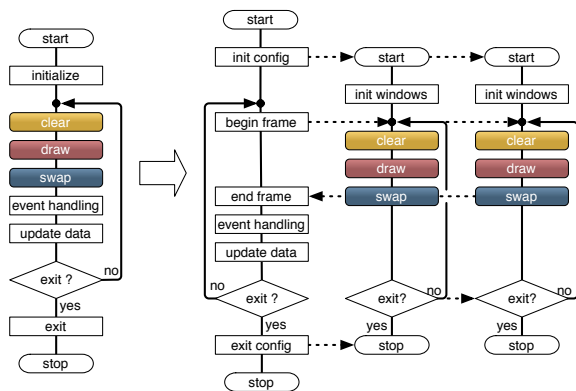 start
initialize
clear
draw
swap
event handling
update data
exit ?
no
yes
exit
stop
start
init config
begin frame
end frame
event handling
update data
exit ?
no
yes
exit config
stop
start
init windows
clear
draw
swap
exit?
no
yes
stop
start
init windows
clear
draw
swap
exit?
no
yes
stop